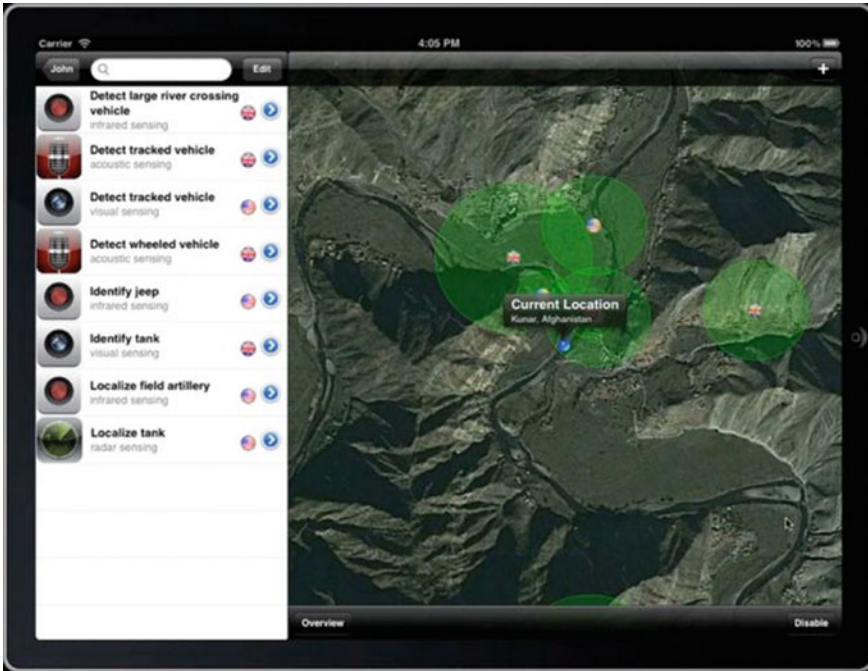 Carrier
4:05 PM
100%
John
Edit
+
Detect large river crossing
vehicle
infrared sensing
Detect tracked vehicle
acoustic sensing
Detect tracked vehicle
visual sensing
Detect wheeled vehicle
acoustic sensing
Identify jeep
infrared sensing
Identify tank
visual sensing
Localize field artillery
infrared sensing
Localize tank
radar sensing
Current Location
Kunar, Afghanistan
Overview
Disable